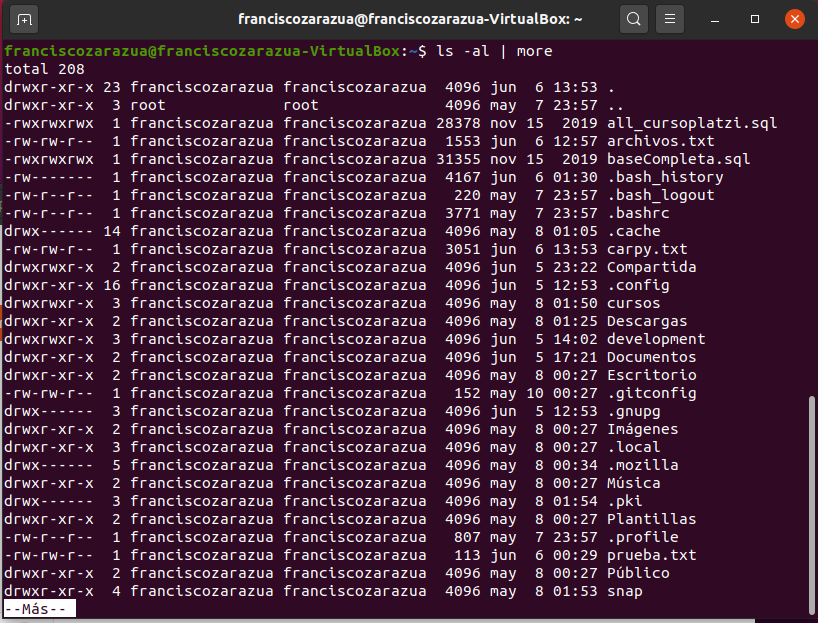 franciscozarazua@franciscozarazua-VirtualBox: ~
franciscozarazua@franciscozarazua-VirtualBox:~$ ls -al | more
total 208
drwxr-xr-x 23 franciscozarazua franciscozarazua  4096 jun  6 13:53 .
drwxr-xr-x  3 root             root              4096 may  7 23:57 ..
-rwxrwxrwx  1 franciscozarazua franciscozarazua 28378 nov 15  2019 all_cursoplatzi.sql
-rw-rw-r--  1 franciscozarazua franciscozarazua  1553 jun  6 12:57 archivos.txt
-rwxrwxrwx  1 franciscozarazua franciscozarazua 31355 nov 15  2019 baseCompleta.sql
-rw-------  1 franciscozarazua franciscozarazua  4167 jun  6 01:30 .bash_history
-rw-r--r--  1 franciscozarazua franciscozarazua   220 may  7 23:57 .bash_logout
-rw-r--r--  1 franciscozarazua franciscozarazua  3771 may  7 23:57 .bashrc
drwx------ 14 franciscozarazua franciscozarazua  4096 may  8 01:05 .cache
-rw-rw-r--  1 franciscozarazua franciscozarazua  3051 jun  6 13:53 carpy.txt
drwxrwxr-x  2 franciscozarazua franciscozarazua  4096 jun  5 23:22 Compartida
drwxr-xr-x 16 franciscozarazua franciscozarazua  4096 jun  5 12:53 .config
drwxrwxr-x  3 franciscozarazua franciscozarazua  4096 may  8 01:50 cursos
drwxr-xr-x  2 franciscozarazua franciscozarazua  4096 may  8 01:25 Descargas
drwxrwxr-x  3 franciscozarazua franciscozarazua  4096 jun  5 14:02 development
drwxr-xr-x  2 franciscozarazua franciscozarazua  4096 jun  5 17:21 Documentos
drwxr-xr-x  2 franciscozarazua franciscozarazua  4096 may  8 00:27 Escritorio
-rw-rw-r--  1 franciscozarazua franciscozarazua   152 may 10 00:27 .gitconfig
drwx------  3 franciscozarazua franciscozarazua  4096 jun  5 12:53 .gnupg
drwxr-xr-x  2 franciscozarazua franciscozarazua  4096 may  8 00:27 Imágenes
drwxr-xr-x  3 franciscozarazua franciscozarazua  4096 may  8 00:27 .local
drwx------  5 franciscozarazua franciscozarazua  4096 may  8 00:34 .mozilla
drwxr-xr-x  2 franciscozarazua franciscozarazua  4096 may  8 00:27 Música
drwx------  3 franciscozarazua franciscozarazua  4096 may  8 01:54 .pki
drwxr-xr-x  2 franciscozarazua franciscozarazua  4096 may  8 00:27 Plantillas
-rw-r--r--  1 franciscozarazua franciscozarazua   807 may  7 23:57 .profile
-rw-rw-r--  1 franciscozarazua franciscozarazua   113 jun  6 00:29 prueba.txt
drwxr-xr-x  2 franciscozarazua franciscozarazua  4096 may  8 00:27 Público
drwxr-xr-x  4 franciscozarazua franciscozarazua  4096 may  8 01:53 snap
--Más--